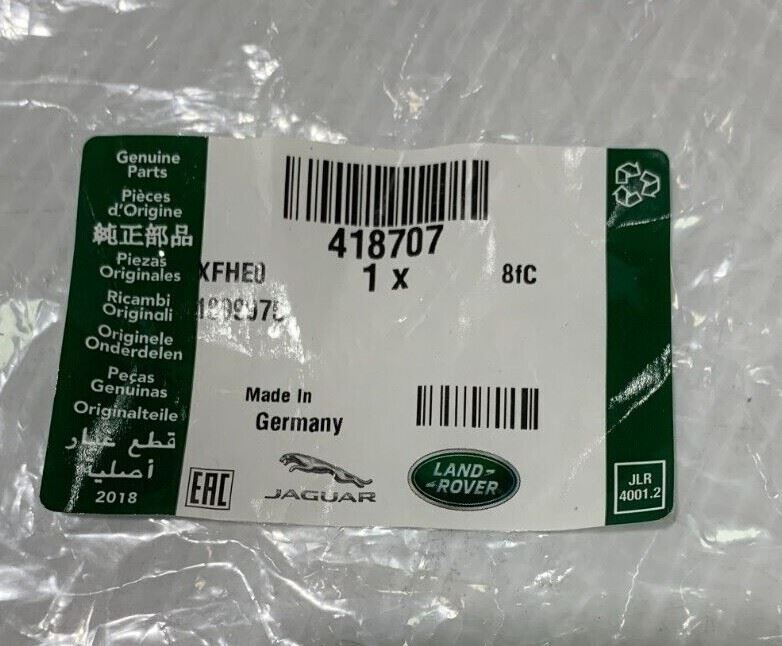 Genuine
Parts
Pièces
d'Origine
純正部品
Piezas
Originales
Ricambi
Originali
Originele
Onderdelen
Peças
Genuinas
Originalteile
قطع غيار
أصلية
2018
418707
XFHE0
1 x
8fC
Made In
Germany
EAC
JAGUAR
LAND-
-ROVER
JLR
4001.2